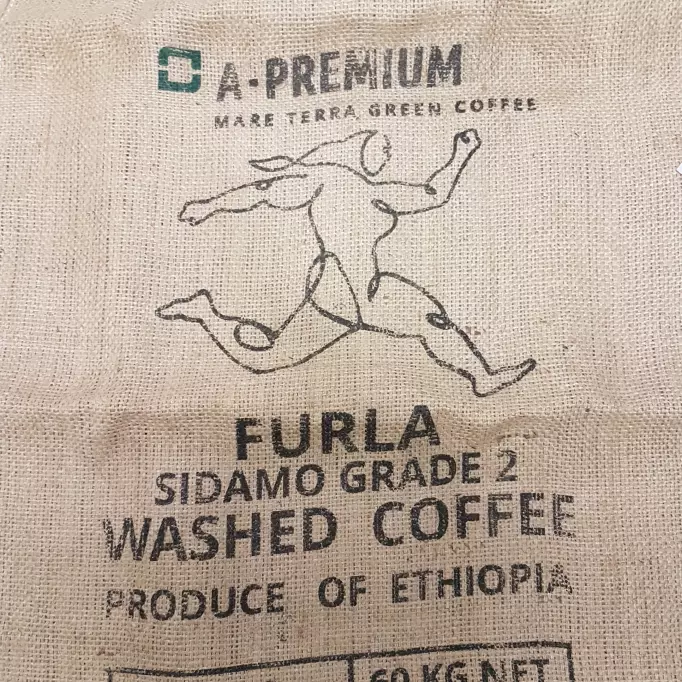 A·PREMIUM
MARE TERRA GREEN COFFEE
FURLA
SIDAMO GRADE 2
WASHED COFFEE
PRODUCE OF ETHIOPIA
60 KG NET